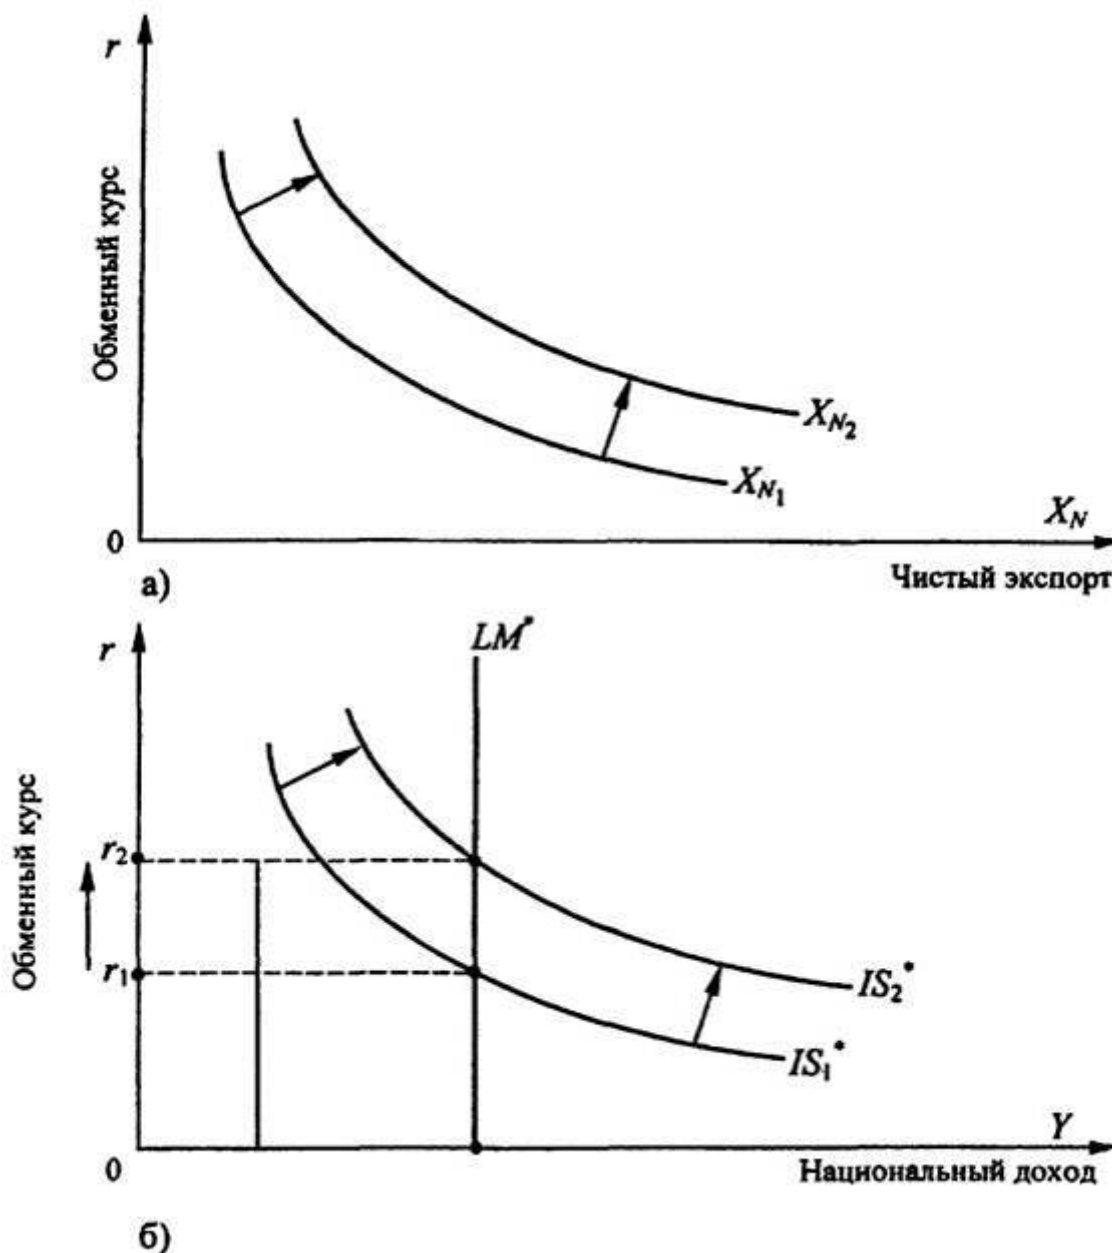 r
Обменный курс
X_{N_2}
X_{N_1}
X_N
0
Чистый экспорт
а)
LM*
r
Обменный курс
r_2
r_1
IS_2*
IS_1*
Y
0
Национальный доход
б)